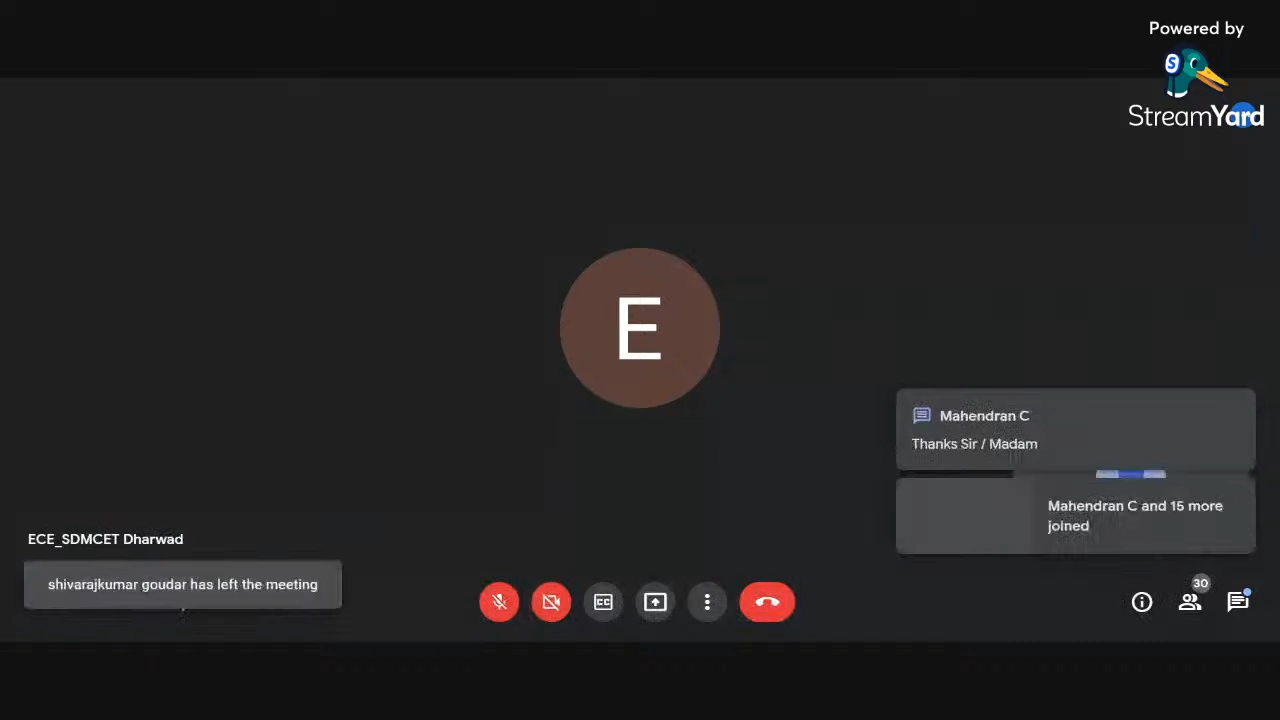 Powered by
S
StreamYard
E
Mahendran C
Thanks Sir / Madam
Mahendran C and 15 more
joined
ECE_SDMCET Dharwad
shivarajkumar goudar has left the meeting
CC
30